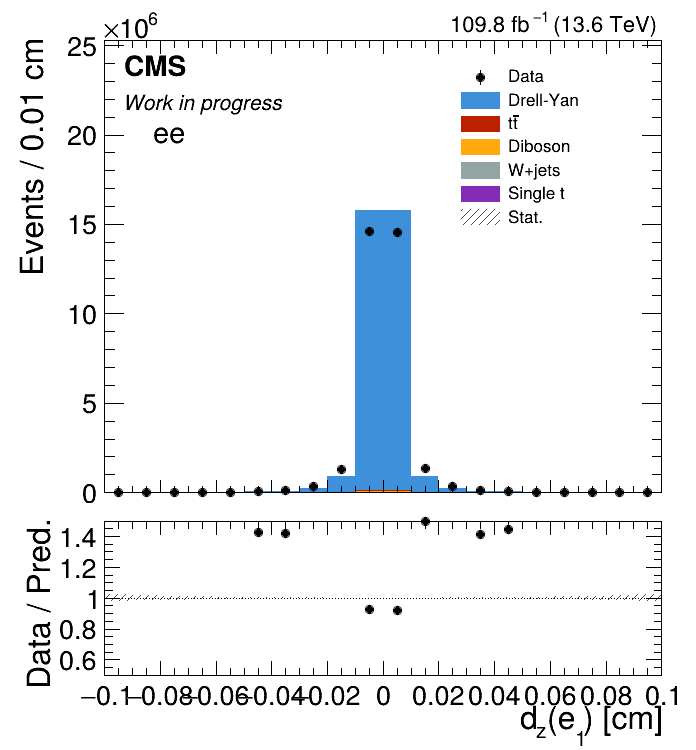 ×10⁶
109.8 fb⁻¹ (13.6 TeV)
CMS
Work in progress
ee
Data
Drell-Yan
tt̄
Diboson
W+jets
Single t
Stat.
Events / 0.01 cm
25
20
15
10
5
0
Data / Pred.
1.4
1.2
1
0.8
0.6
−0.1 −0.08 −0.06 −0.04 −0.02 0 0.02 0.04 0.06 0.08 0.1
d_z(e_1) [cm]